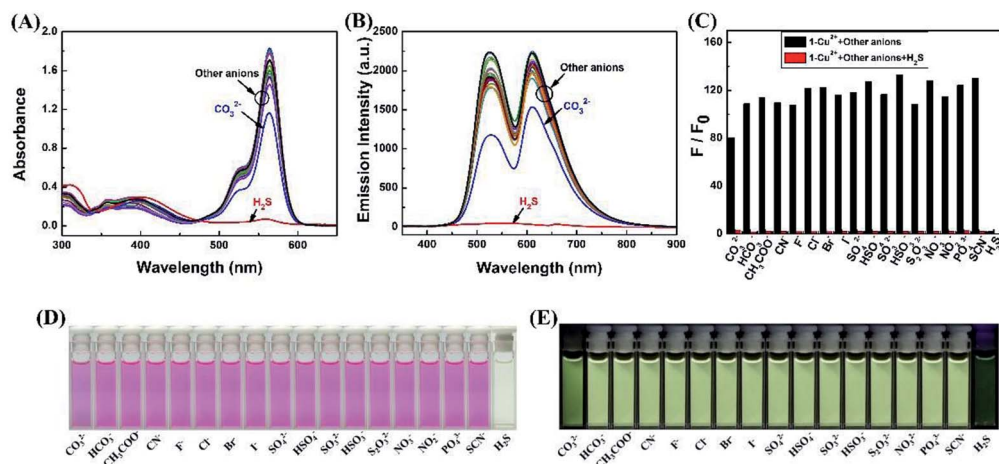 (A)
2.0
1.6
1.2
0.8
0.4
0.0
Absorbance
Other anions
CO₃²⁻
H₂S
300 400 500 600
Wavelength (nm)
(B)
2500
2000
1500
1000
500
0
Emission Intensity (a.u.)
Other anions
CO₃²⁻
H₂S
400 500 600 700 800 900
Wavelength (nm)
(C)
160
120
80
40
0
F / F₀
1-Cu²⁺+Other anions
1-Cu²⁺+Other anions+H₂S
CO₃²⁻ HCO₃⁻ CH₃COO⁻ CN⁻ F⁻ Cl⁻ Br⁻ I⁻ SO₄²⁻ HSO₄⁻ SO₃²⁻ HSO₃⁻ S₂O₃²⁻ NO₃⁻ NO₂⁻ PO₄³⁻ SCN⁻ H₂S
(D)
CO₃²⁻ HCO₃⁻ CH₃COO⁻ CN⁻ F⁻ Cl⁻ Br⁻ I⁻ SO₄²⁻ HSO₄⁻ SO₃²⁻ HSO₃⁻ S₂O₃²⁻ NO₃⁻ NO₂⁻ PO₄³⁻ SCN⁻ H₂S
(E)
CO₃²⁻ HCO₃⁻ CH₃COO⁻ CN⁻ F⁻ Cl⁻ Br⁻ I⁻ SO₄²⁻ HSO₄⁻ SO₃²⁻ HSO₃⁻ S₂O₃²⁻ NO₃²⁻ PO₄³⁻ SCN⁻ H₂S